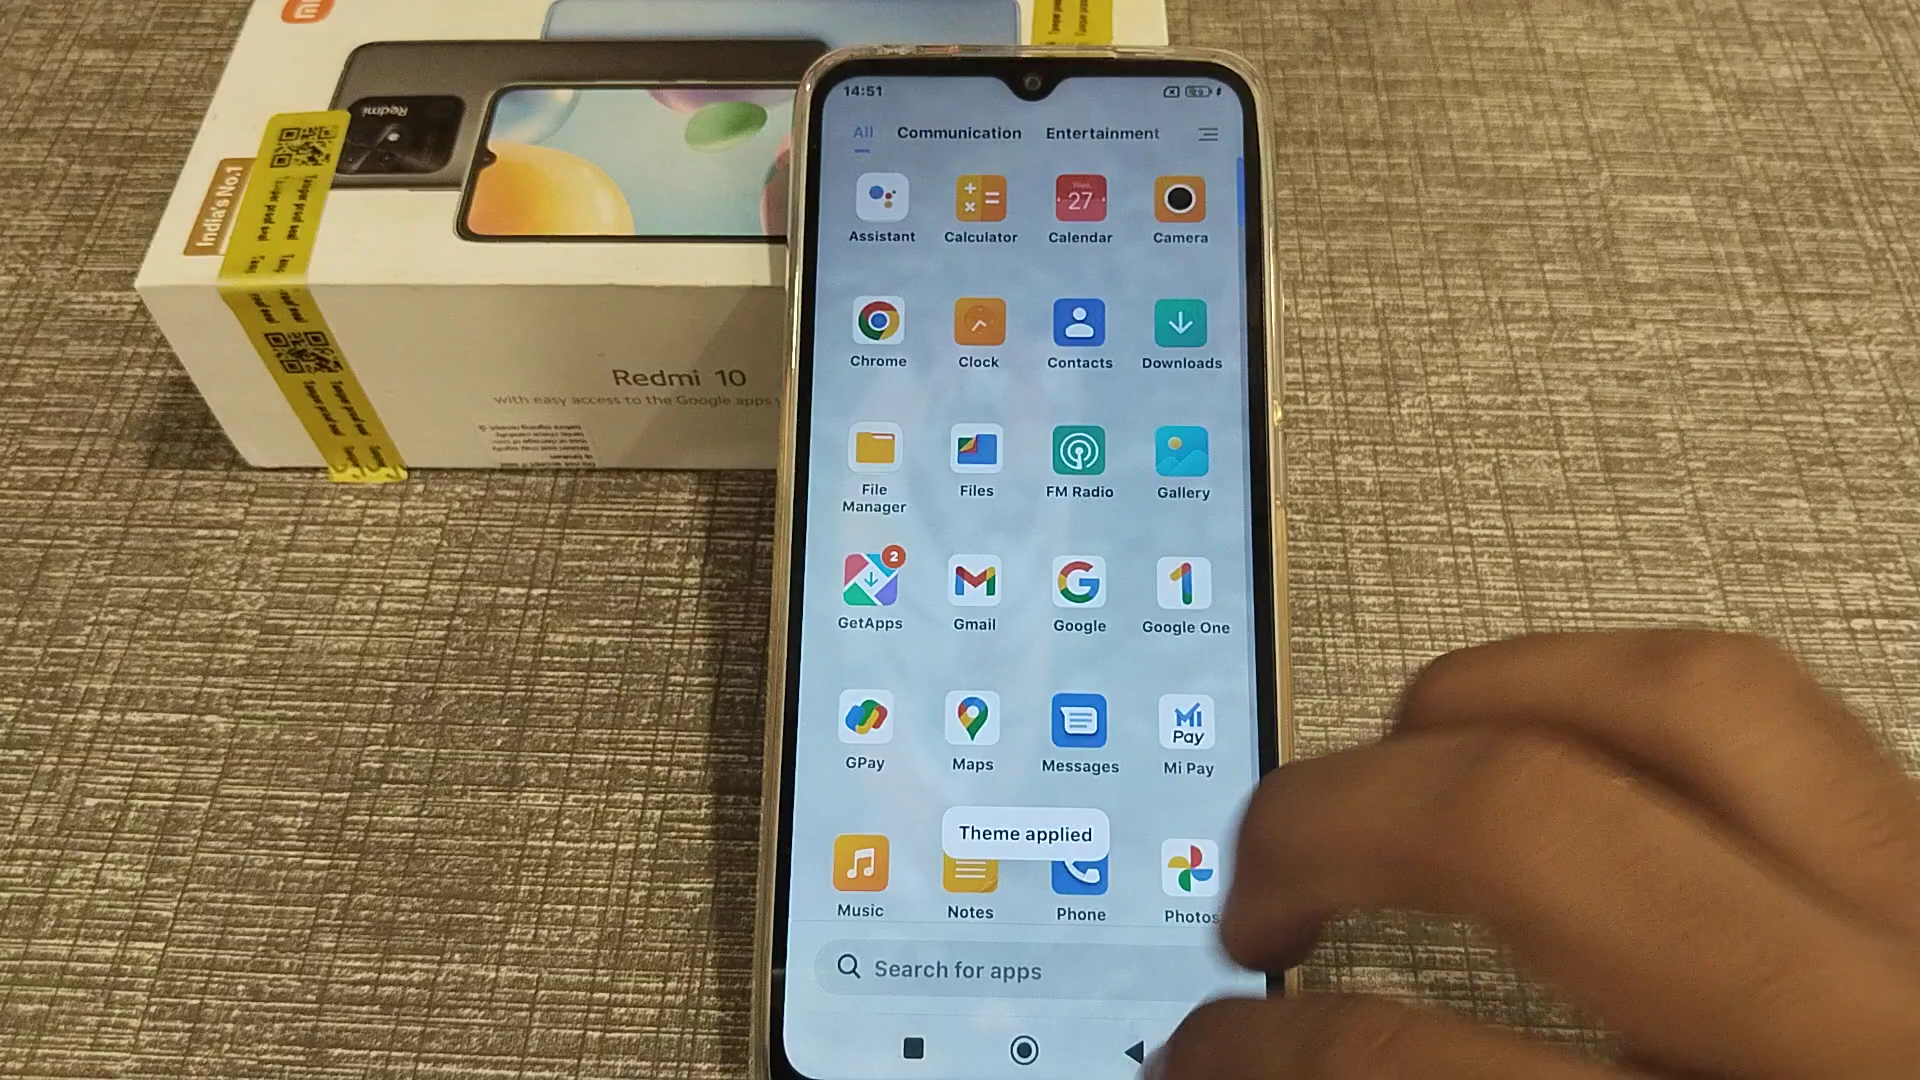 India's No.1
Redmi
Redmi 10
with easy access to the Google apps
14:51
All Communication Entertainment
Wed.
27
Assistant Calculator Calendar Camera
Chrome Clock Contacts Downloads
File Manager Files FM Radio Gallery
2
GetApps Gmail Google Google One
Mi Pay
GPay Maps Messages Mi Pay
Theme applied
Music Notes Phone Photos
Search for apps